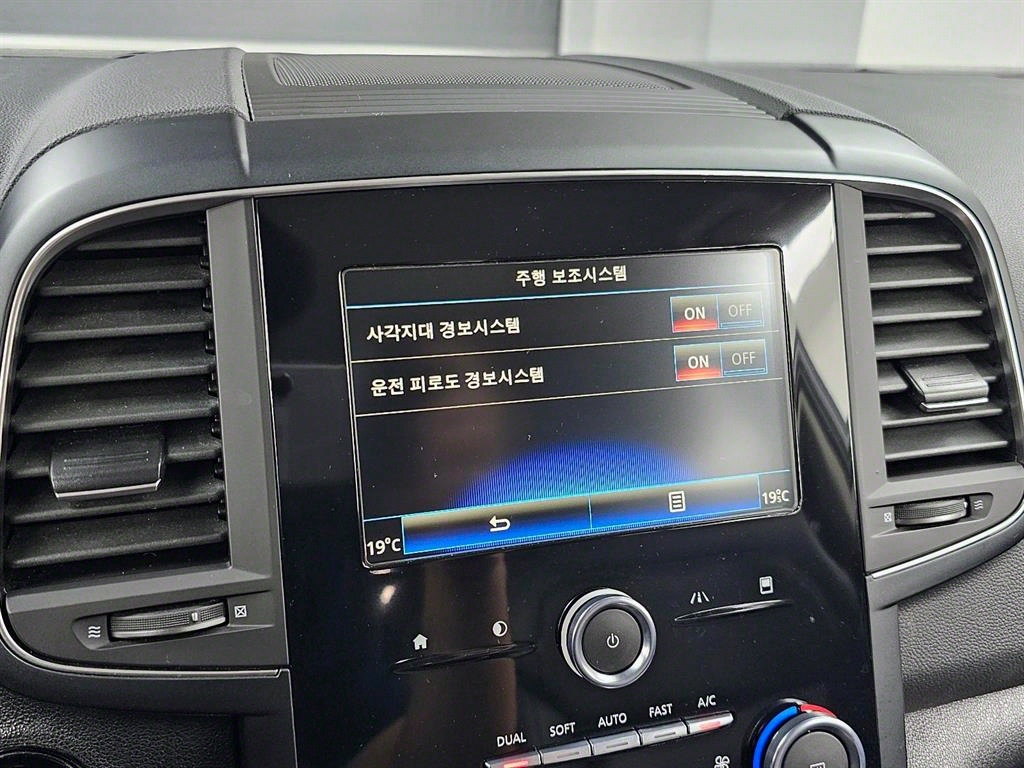 주행 보조시스템
사각지대 경보시스템 ON OFF
운전 피로도 경보시스템 ON OFF
19°C 19°C
DUAL SOFT AUTO FAST A/C